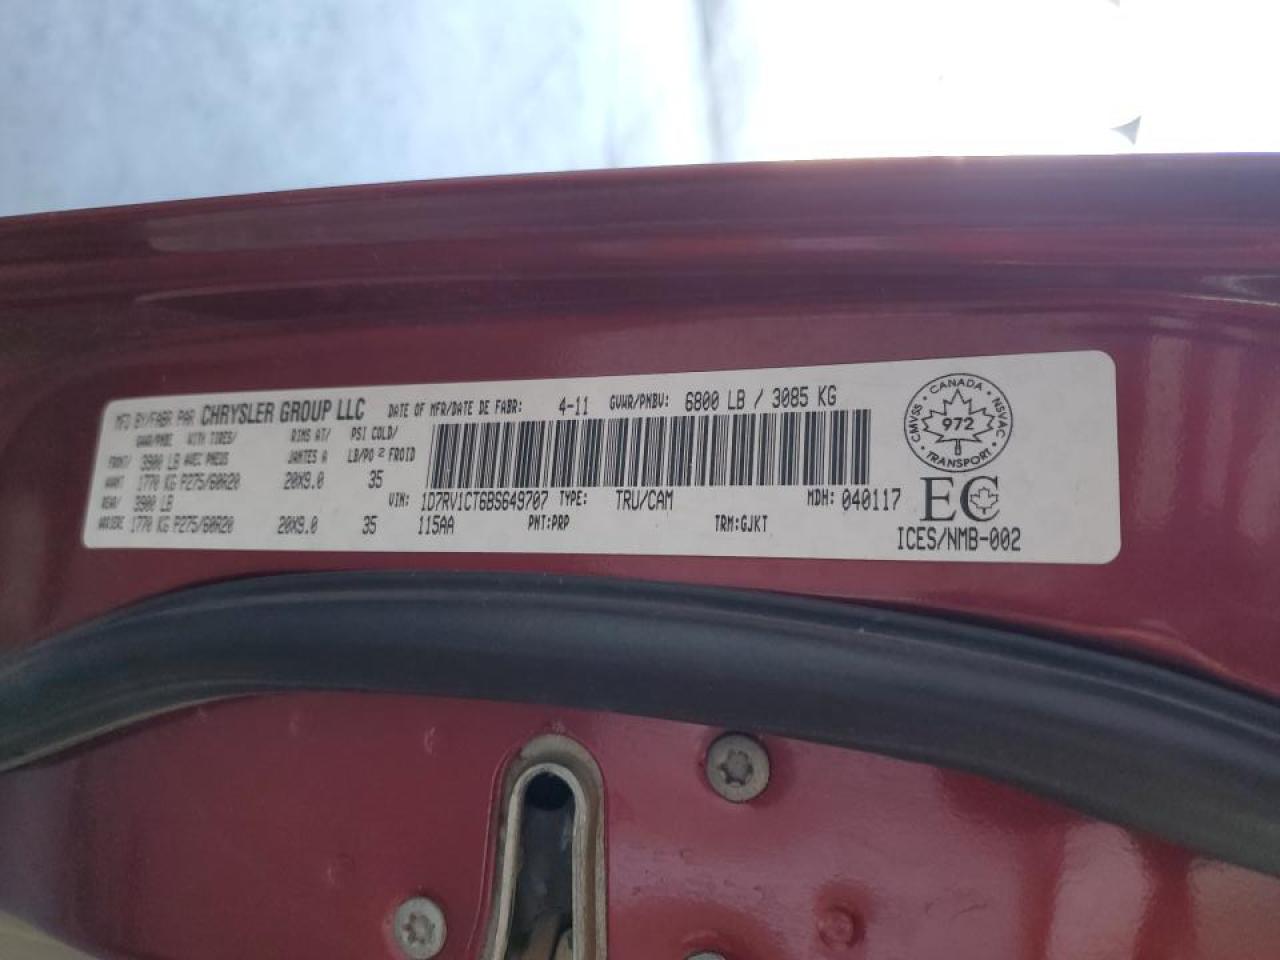 MFD BY/FABR PAR CHRYSLER GROUP LLC DATE OF MFR/DATE DE FABR: 4-11 GVWR/PNBV: 6800 LB / 3085 KG
GAWR/PNBE WITH TIRES/ RIMS AT/ PSI COLD/
FRONT/ 3900 LB AVEC PNEUS JANTES A LB/PO² FROID
AVANT 1770 KG P275/60R20 20X9.0 35
REAR/ 3900 LB
ARRIERE 1770 KG P275/60R20 20X9.0 35
VIN: 1D7RV1CT6BS649707 TYPE: TRU/CAM MDH: 040117
115AA PNT:PRP TRM:GJKT
CANADA
CMVSS 972 NSVAC
TRANSPORT
EC
ICES/NMB-002